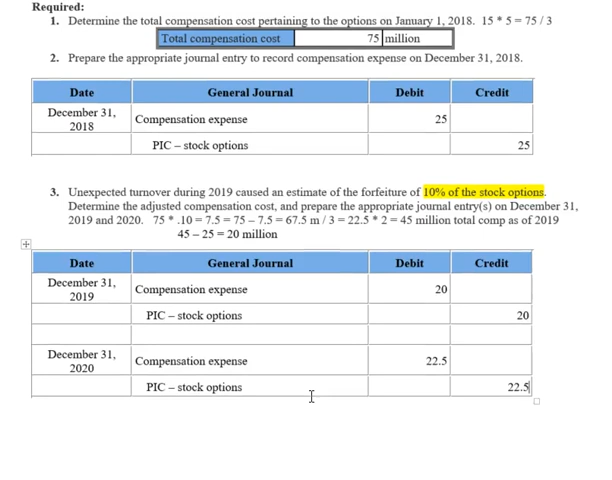 Required:
1. Determine the total compensation cost pertaining to the options on January 1, 2018. 15 * 5 = 75 / 3
Total compensation cost 75 million
2. Prepare the appropriate journal entry to record compensation expense on December 31, 2018.
Date General Journal Debit Credit
December 31, 2018 Compensation expense 25
PIC – stock options 25
3. Unexpected turnover during 2019 caused an estimate of the forfeiture of 10% of the stock options.
Determine the adjusted compensation cost, and prepare the appropriate journal entry(s) on December 31,
2019 and 2020. 75 * .10 = 7.5 = 75 – 7.5 = 67.5 m / 3 = 22.5 * 2 = 45 million total comp as of 2019
45 – 25 = 20 million
Date General Journal Debit Credit
December 31, 2019 Compensation expense 20
PIC – stock options 20
December 31, 2020 Compensation expense 22.5
PIC – stock options 22.5